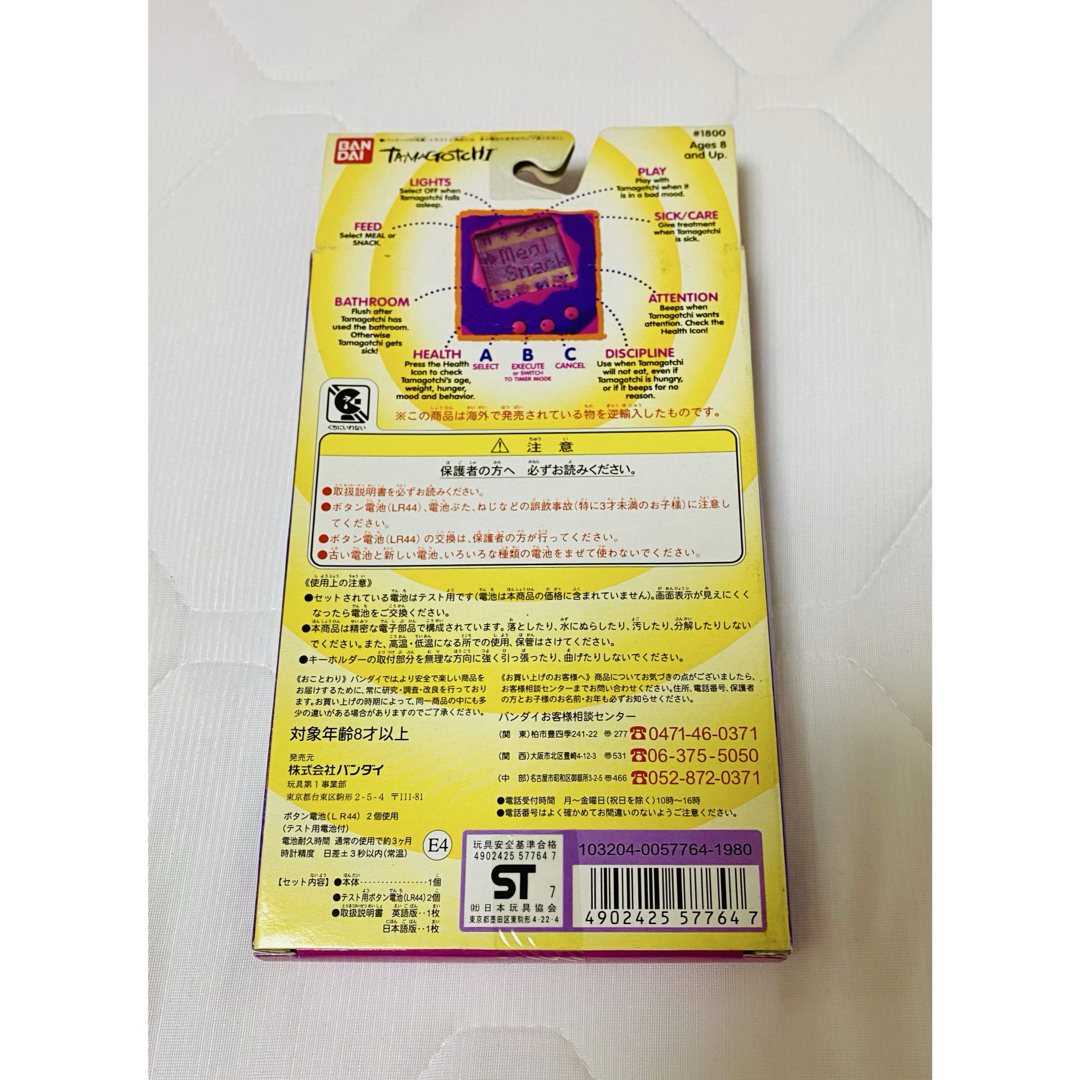 BAN
DAI
TAMAGOTCHI
#1800
Ages 8
and Up.
LIGHTS
Select OFF when
Tamagotchi falls
asleep.
PLAY
Play with
Tamagotchi when it
is in a bad mood.
FEED
Select MEAL or
SNACK.
SICK/CARE
Give treatment
when Tamagotchi
is sick.
Meal
Snack
BATHROOM
Flush after
Tamagotchi has
used the bathroom.
Otherwise
Tamagotchi gets
sick!
ATTENTION
Beeps when
Tamagotchi wants
attention. Check the
Health Icon!
HEALTH
Press the Health
Icon to check
Tamagotchi's age,
weight, hunger,
mood and behavior.
A
SELECT
B
EXECUTE
or SWITCH
TO TIMER MODE
C
CANCEL
DISCIPLINE
Use when Tamagotchi
will not eat, even if
Tamagotchi is hungry,
or if it beeps for no
reason.
くちにいれない
※この商品は海外で発売されている物を逆輸入したものです。
注意
保護者の方へ 必ずお読みください。
●取扱説明書を必ずお読みください。
●ボタン電池(LR44)、電池ぶた、ねじなどの誤飲事故(特に3才未満のお子様)に注意し
てください。
●ボタン電池(LR44)の交換は、保護者の方が行ってください。
●古い電池と新しい電池、いろいろな種類の電池をまぜて使わないでください。
《使用上の注意》
●セットされている電池はテスト用です(電池は本商品の価格に含まれていません)。画面表示が見えにくく
なったら電池をご交換ください。
●本商品は精密な電子部品で構成されています。落としたり、水にぬらしたり、汚したり、分解したりしない
でください。また、高温・低温になる所での使用、保管はさけてください。
●キーホルダーの取付部分を無理な方向に強く引っ張ったり、曲げたりしないでください。
《おことわり》バンダイでは、より安全で楽しい商品を
お届けするために、常に研究・調査・改良を行っており
ます。お買い上げの時期によって、同一商品の中にも多
少の違いがある場合がありますのでご了承ください。
《お買い上げのお客様へ》商品についてお気づきの点がございましたら、
お客様相談センターまでお問い合わせください。住所、電話番号、保護者
の方とお子様のお名前・お年も必ずお知らせください。
対象年齢8才以上
発売元
株式会社バンダイ
玩具第1事業部
東京都台東区駒形2-5-4 〒111-81
バンダイお客様相談センター
(関 東)柏市豊四季241-22 〒277 ☎0471-46-0371
(関 西)大阪市北区豊崎4-12-3 〒531 ☎06-375-5050
(中 部)名古屋市昭和区御器所3-2-5 〒466 ☎052-872-0371
●電話受付時間 月〜金曜日(祝日を除く)10時〜16時
●電話番号はよく確かめてお間違いのないようご注意ください。
ボタン電池(LR44)2個使用
(テスト用電池付)
電池耐久時間 通常の使用で約3ヶ月
時計精度 日差±3秒以内(常温)
E4
【セット内容】●本体················1個
●テスト用ボタン電池(LR44)2個
●取扱説明書 英語版··1枚
日本語版··1枚
玩具安全基準合格
4902425 57764 7
ST 7
(社)日本玩具協会
東京都墨田区東駒形4-22-4
103204-0057764-1980
4902425 577647